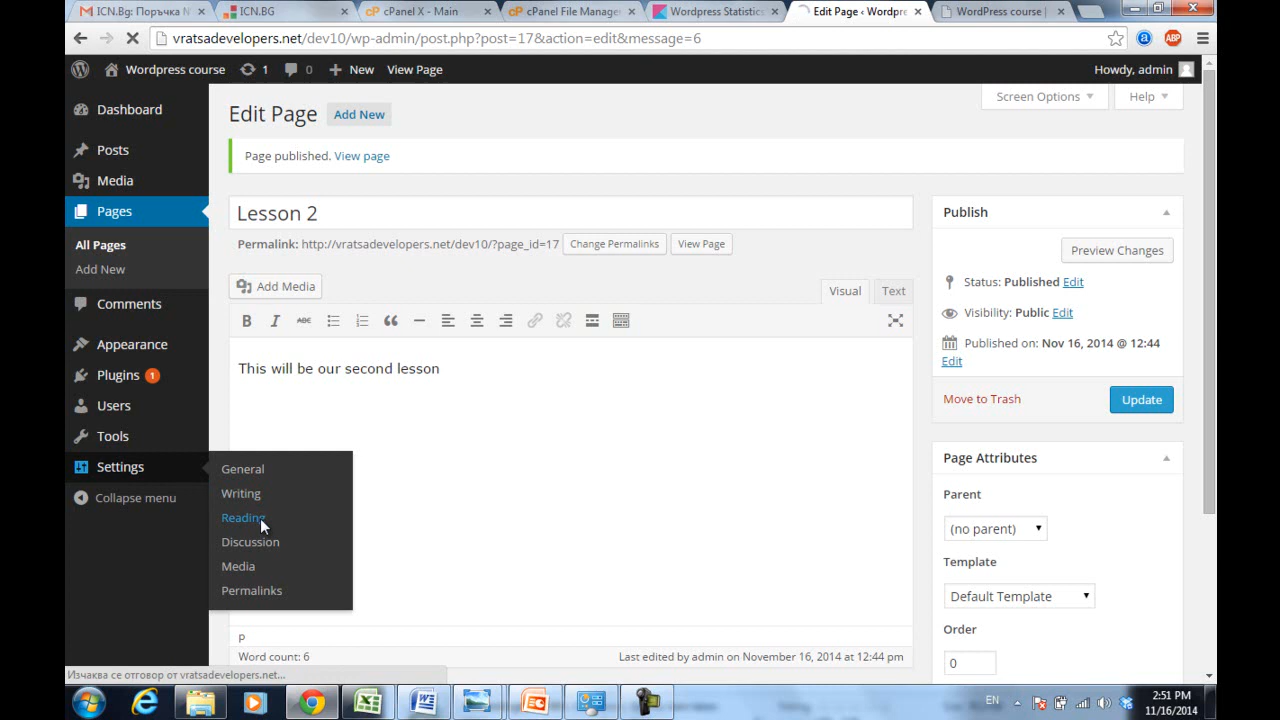 ICN.Bg: Поръчка N
ICN.BG
cPanel X - Main
cPanel File Manage
Wordpress Statistics
Edit Page ‹ Wordpre
WordPress course |
vratsadevelopers.net/dev10/wp-admin/post.php?post=17&action=edit&message=6
ABP
Wordpress course
1
0
New
View Page
Howdy, admin
Screen Options
Help
Dashboard
Posts
Media
Pages
All Pages
Add New
Comments
Appearance
Plugins 1
Users
Tools
Settings
Collapse menu
General
Writing
Reading
Discussion
Media
Permalinks
Edit Page
Add New
Page published. View page
Lesson 2
Permalink: http://vratsadevelopers.net/dev10/?page_id=17
Change Permalinks
View Page
Add Media
Visual
Text
B I ABC
This will be our second lesson
p
Word count: 6
Last edited by admin on November 16, 2014 at 12:44 pm
Publish
Preview Changes
Status: Published Edit
Visibility: Public Edit
Published on: Nov 16, 2014 @ 12:44
Edit
Move to Trash
Update
Page Attributes
Parent
(no parent)
Template
Default Template
Order
0
Изчаква се отговор от vratsadevelopers.net...
EN
2:51 PM
11/16/2014